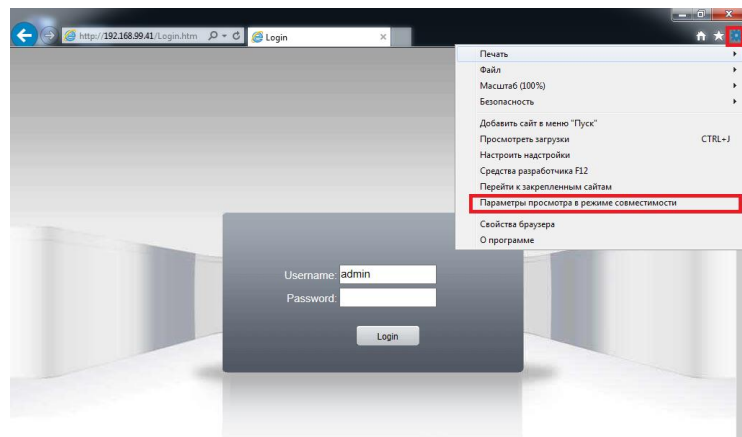 http://192.168.99.41/Login.htm
Login
Печать
Файл
Масштаб (100%)
Безопасность
Добавить сайт в меню "Пуск"
Просмотреть загрузки CTRL+J
Настроить надстройки
Средства разработчика F12
Перейти к закрепленным сайтам
Параметры просмотра в режиме совместимости
Свойства браузера
О программе
Username: admin
Password:
Login